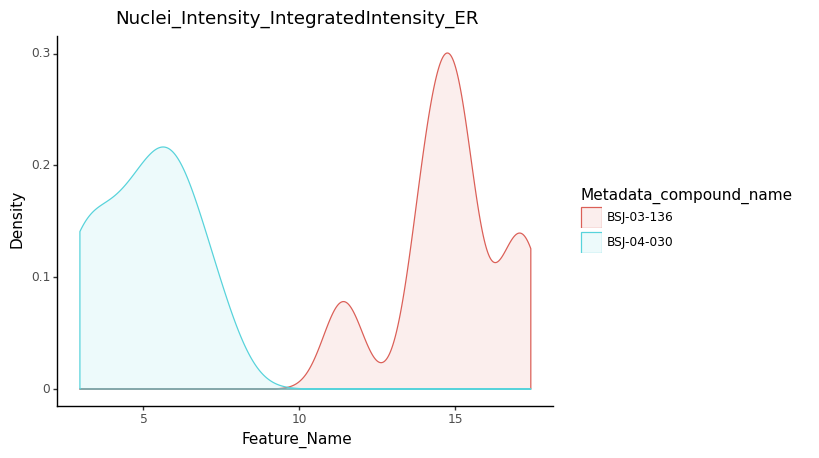 Nuclei_Intensity_IntegratedIntensity_ER
0.3
0.2
0.1
0
Density
5
10
15
Feature_Name
Metadata_compound_name
BSJ-03-136
BSJ-04-030